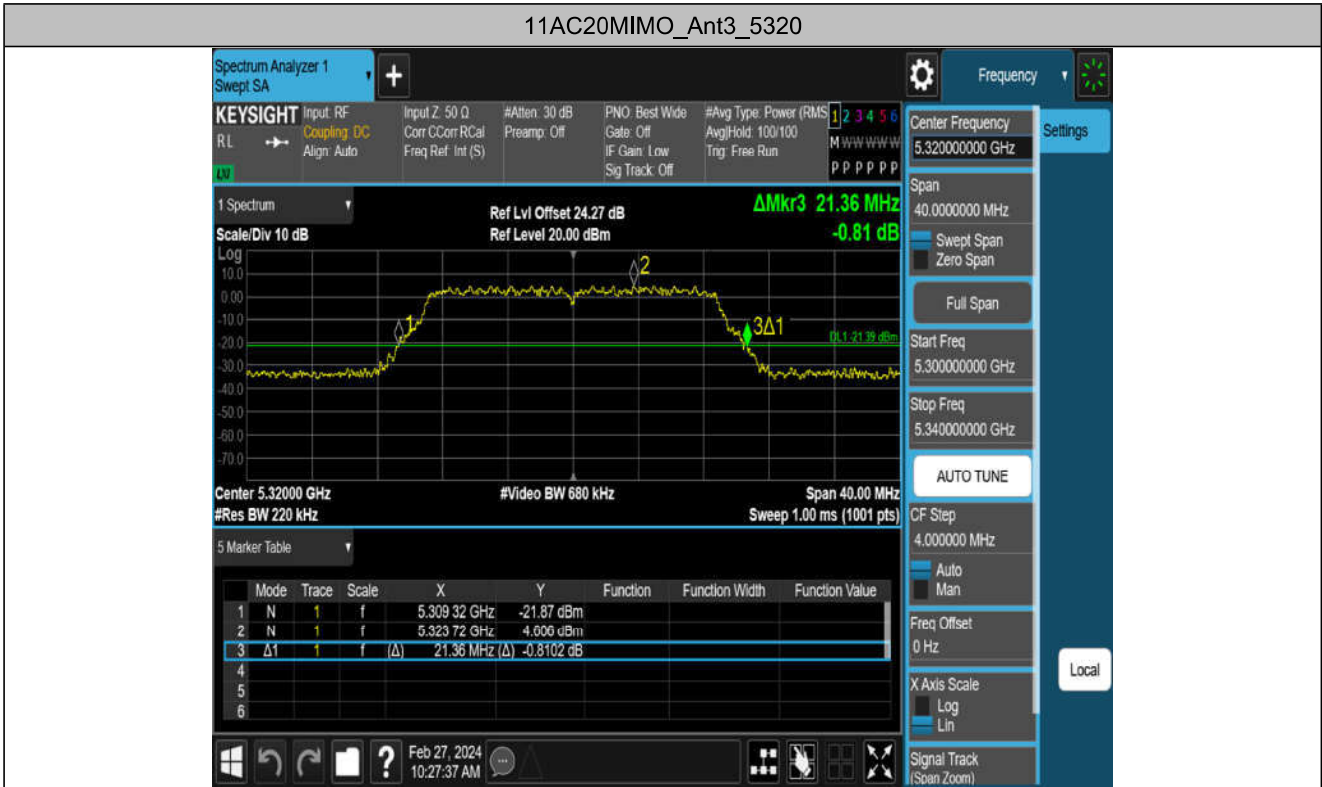 11AC20MIMO_Ant3_5320
Spectrum Analyzer 1
Swept SA
+
Frequency
KEYSIGHT
RL
LXI
Input: RF
Coupling: DC
Align: Auto
Input Z: 50 Ω
Corr CCorr RCal
Freq Ref: Int (S)
#Atten: 30 dB
Preamp: Off
PNO: Best Wide
Gate: Off
IF Gain: Low
Sig Track: Off
#Avg Type: Power (RMS
Avg|Hold: 100/100
Trig: Free Run
1 2 3 4 5 6
M W W W W W
P P P P P P
1 Spectrum
Scale/Div 10 dB
Ref Lvl Offset 24.27 dB
Ref Level 20.00 dBm
ΔMkr3 21.36 MHz
-0.81 dB
Log
10.0
0.00
-10.0
-20.0
-30.0
-40.0
-50.0
-60.0
-70.0
1
2
3Δ1
DL1 -21.39 dBm
Center 5.32000 GHz
#Video BW 680 kHz
Span 40.00 MHz
#Res BW 220 kHz
Sweep 1.00 ms (1001 pts)
5 Marker Table
Mode Trace Scale X Y Function Function Width Function Value
1 N 1 f 5.309 32 GHz -21.87 dBm
2 N 1 f 5.323 72 GHz 4.606 dBm
3 Δ1 1 f (Δ) 21.36 MHz (Δ) -0.8102 dB
4
5
6
?
Feb 27, 2024
10:27:37 AM
Center Frequency
5.320000000 GHz
Settings
Span
40.0000000 MHz
Swept Span
Zero Span
Full Span
Start Freq
5.300000000 GHz
Stop Freq
5.340000000 GHz
AUTO TUNE
CF Step
4.000000 MHz
Auto
Man
Freq Offset
0 Hz
Local
X Axis Scale
Log
Lin
Signal Track
(Span Zoom)